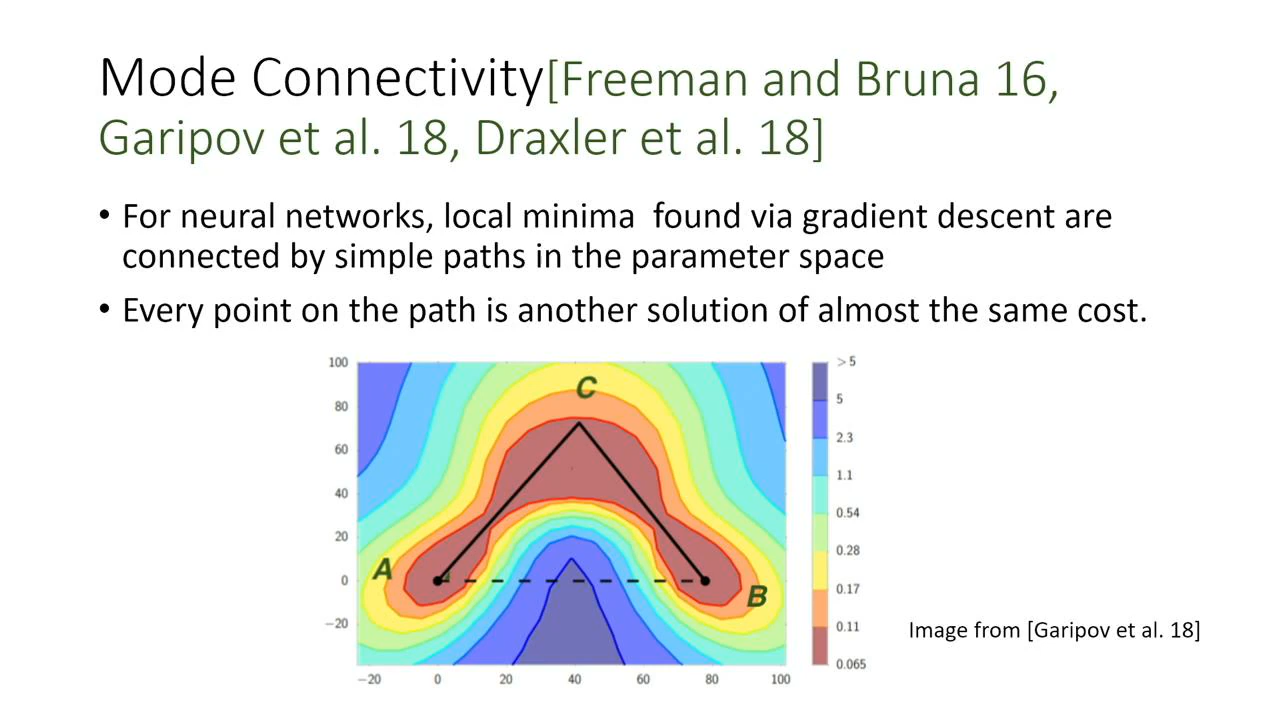 Mode Connectivity[Freeman and Bruna 16,
Garipov et al. 18, Draxler et al. 18]
• For neural networks, local minima  found via gradient descent are
connected by simple paths in the parameter space
• Every point on the path is another solution of almost the same cost.
100
80
60
40
20
0
−20
−20
0
20
40
60
80
100
A
C
B
> 5
5
2.3
1.1
0.54
0.28
0.17
0.11
0.065
Image from [Garipov et al. 18]